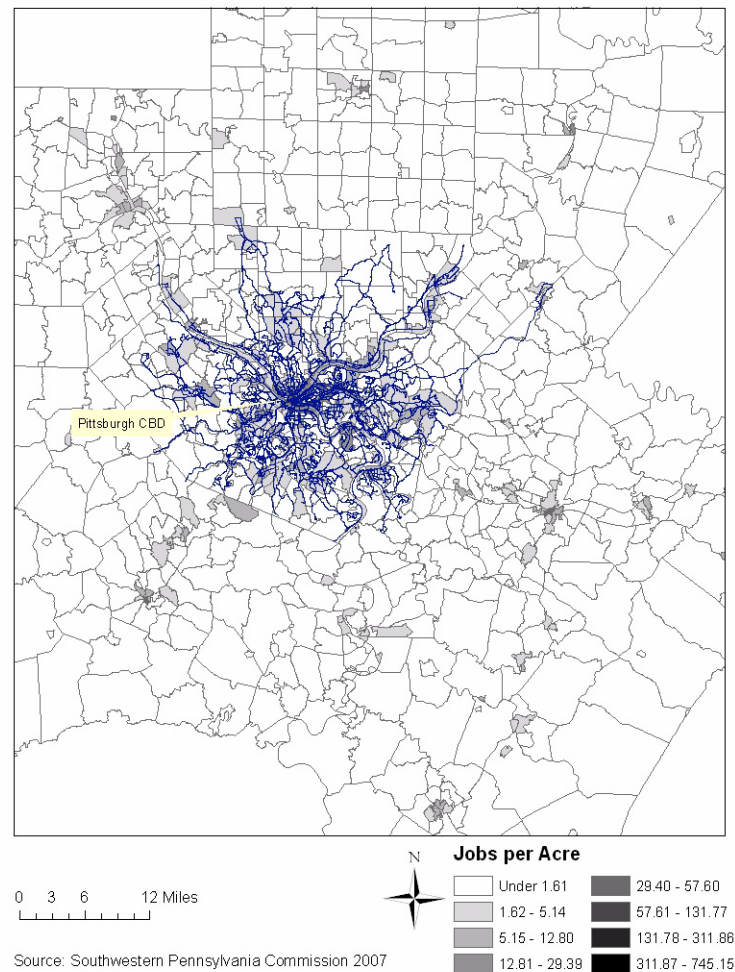 Pittsburgh CBD
N
Jobs per Acre
0 3 6 12 Miles
Under 1.61
29.40 - 57.60
1.62 - 5.14
57.61 - 131.77
5.15 - 12.80
131.78 - 311.86
12.81 - 29.39
311.87 - 745.15
Source: Southwestern Pennsylvania Commission 2007